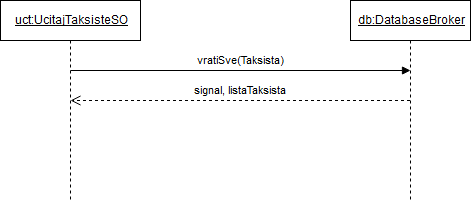 uct:UcitajTaksisteSO
db:DatabaseBroker
vratiSve(Taksista)
signal, listaTaksista